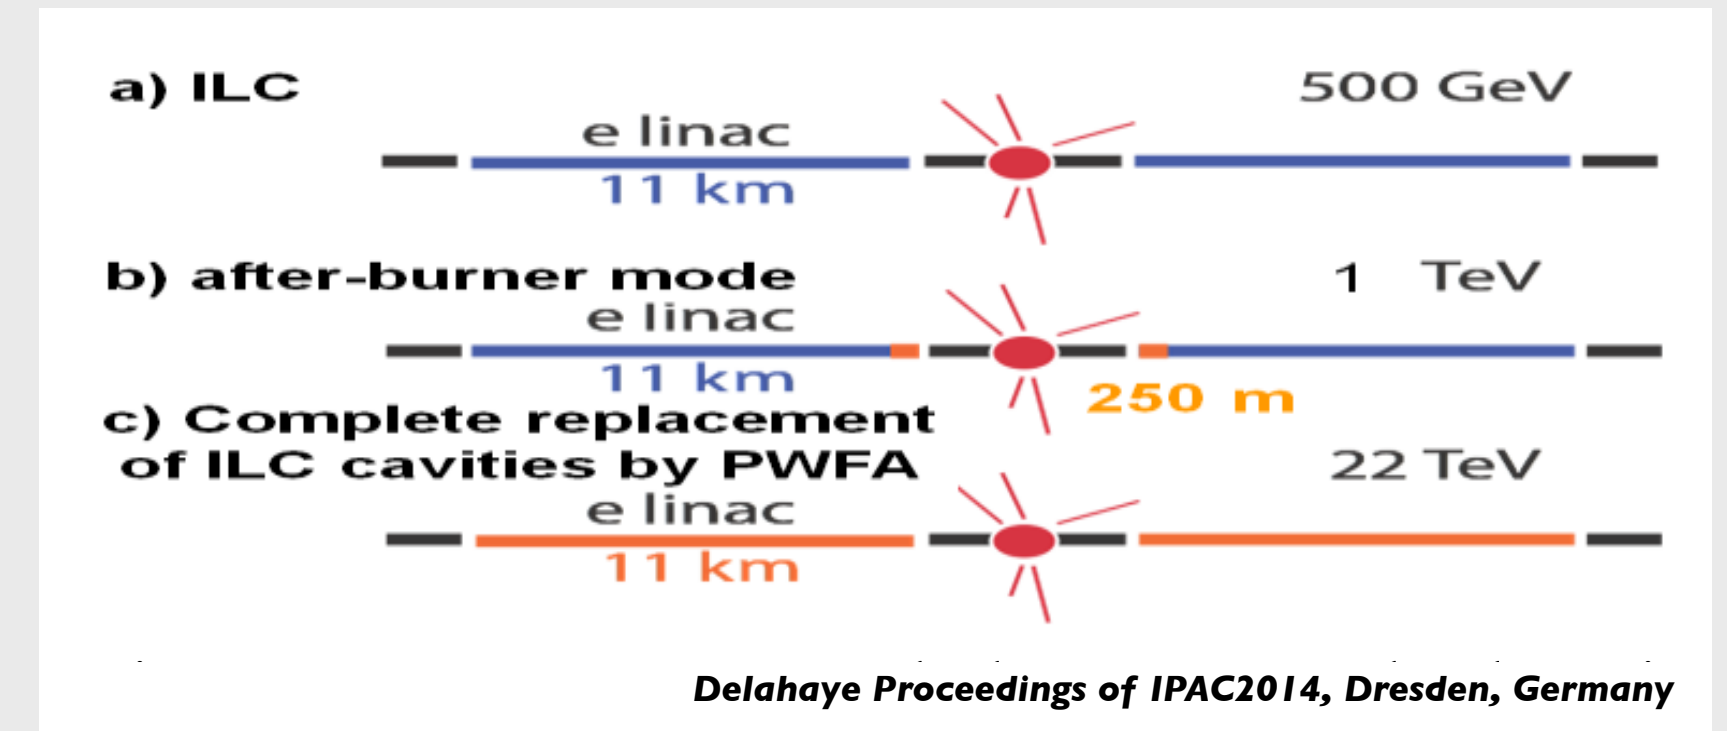 a) ILC
500 GeV
e linac
11 km
b) after-burner mode
1 TeV
e linac
11 km
250 m
c) Complete replacement
of ILC cavities by PWFA
22 TeV
e linac
11 km
Delahaye Proceedings of IPAC2014, Dresden, Germany